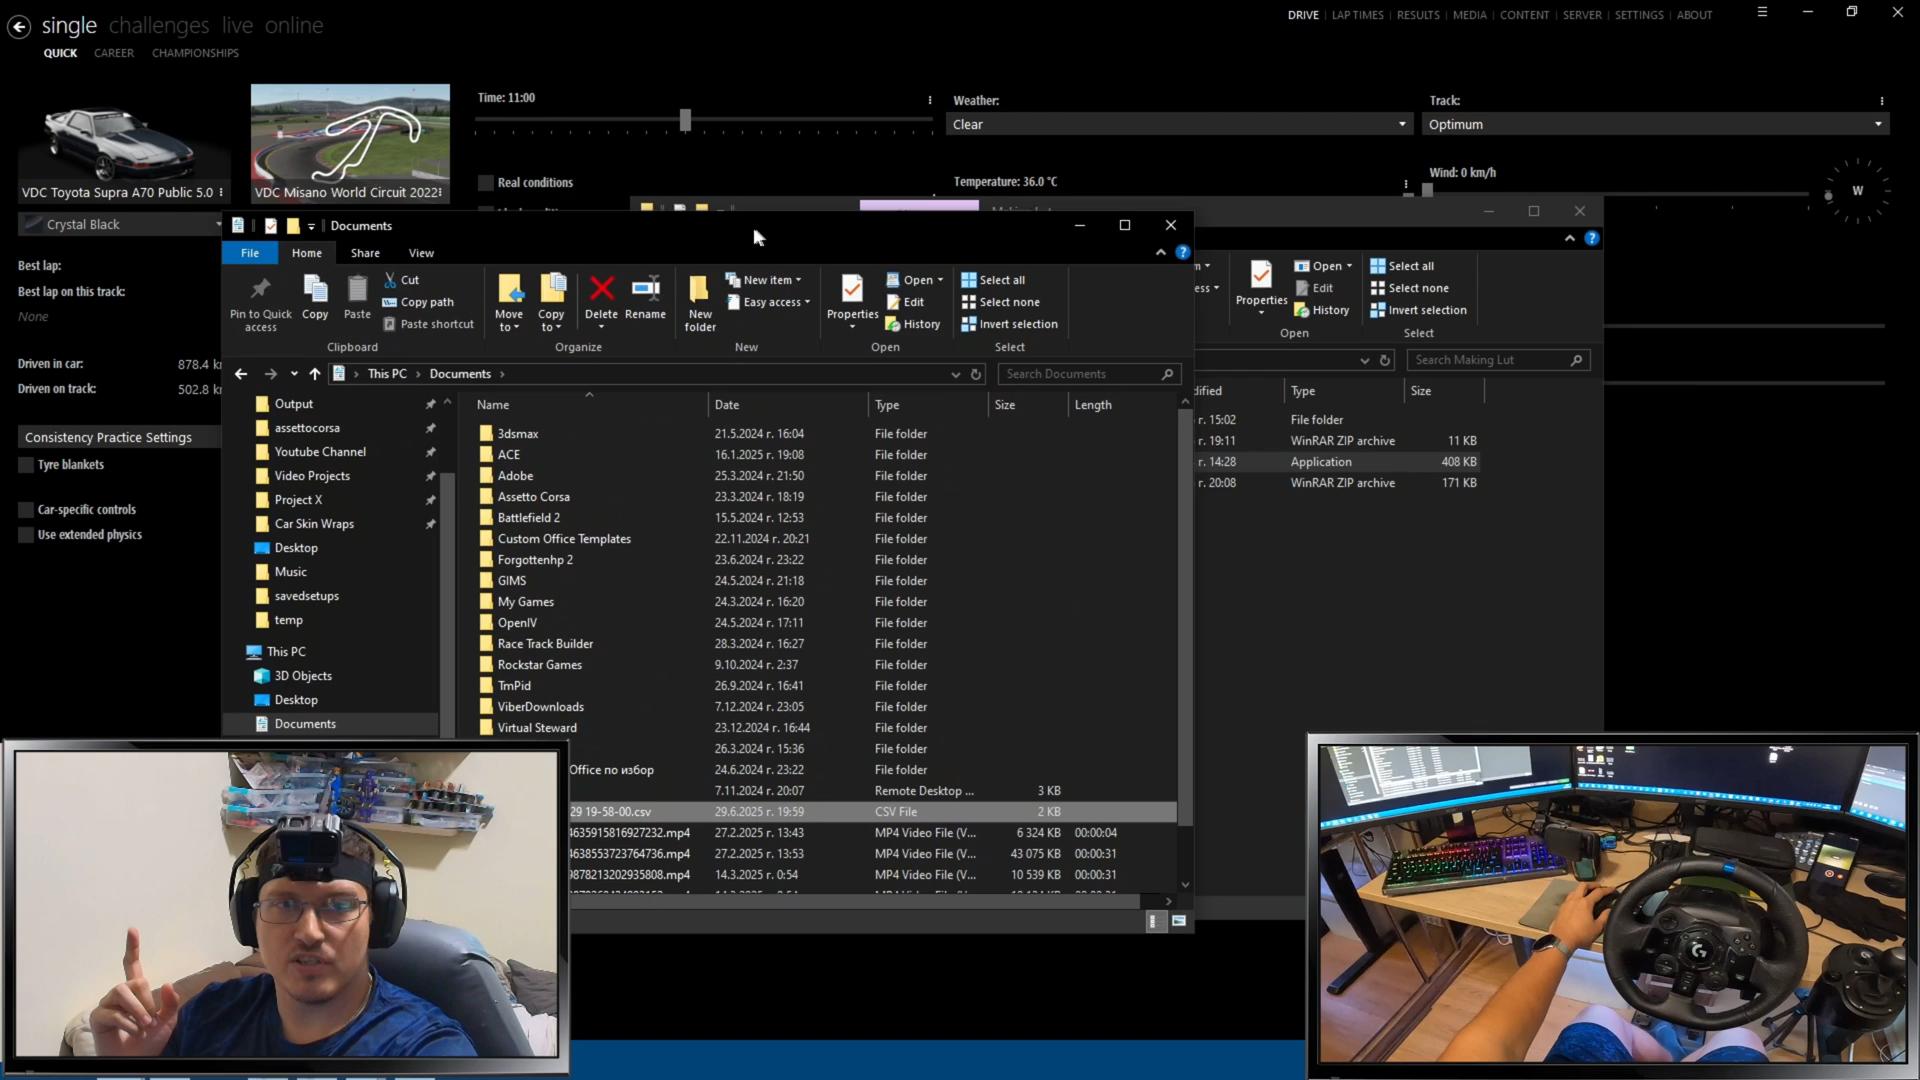 single challenges live online
DRIVE | LAP TIMES | RESULTS | MEDIA | CONTENT | SERVER | SETTINGS | ABOUT
QUICK CAREER CHAMPIONSHIPS
VDC Toyota Supra A70 Public 5.0
VDC Misano World Circuit 2022
Time: 11:00
Weather:
Clear
Track:
Optimum
Real conditions
Temperature: 36.0 °C
Wind: 0 km/h
W
Crystal Black
Best lap:
Best lap on this track:
None
Driven in car: 878.4
Driven on track: 502.8
Consistency Practice Settings
Tyre blankets
Car-specific controls
Use extended physics
Documents
File Home Share View
Pin to Quick access
Copy
Paste
Cut
Copy path
Paste shortcut
Clipboard
Move to
Copy to
Delete
Rename
Organize
New folder
New item
Easy access
New
Properties
Open
Edit
History
Open
Select all
Select none
Invert selection
Select
This PC > Documents >
Search Documents
Output
assettocorsa
Youtube Channel
Video Projects
Project X
Car Skin Wraps
Desktop
Music
savedsetups
temp
This PC
3D Objects
Desktop
Documents
Name Date Type Size Length
3dsmax 21.5.2024 г. 16:04 File folder
ACE 16.1.2025 г. 19:08 File folder
Adobe 25.3.2024 г. 21:50 File folder
Assetto Corsa 23.3.2024 г. 18:19 File folder
Battlefield 2 15.5.2024 г. 12:53 File folder
Custom Office Templates 22.11.2024 г. 20:21 File folder
Forgottenhp 2 23.6.2024 г. 23:22 File folder
GIMS 24.5.2024 г. 21:18 File folder
My Games 24.3.2024 г. 16:20 File folder
OpenIV 24.5.2024 г. 17:11 File folder
Race Track Builder 28.3.2024 г. 16:27 File folder
Rockstar Games 9.10.2024 г. 2:37 File folder
TmPid 26.9.2024 г. 16:41 File folder
ViberDownloads 7.12.2024 г. 23:05 File folder
Virtual Steward 23.12.2024 г. 16:44 File folder
26.3.2024 г. 15:36 File folder
Office по избор 24.6.2024 г. 23:22 File folder
7.11.2024 г. 20:07 Remote Desktop ... 3 KB
29 19-58-00.csv 29.6.2025 г. 19:59 CSV File 2 KB
4635915816927232.mp4 27.2.2025 г. 13:43 MP4 Video File (V... 6 324 KB 00:00:04
4638553723764736.mp4 27.2.2025 г. 13:53 MP4 Video File (V... 43 075 KB 00:00:31
9878213202935808.mp4 14.3.2025 г. 0:54 MP4 Video File (V... 10 539 KB 00:00:31
Properties
Open
Edit
History
Open
Select all
Select none
Invert selection
Select
Search Making Lut
Type Size
г. 15:02 File folder
г. 19:11 WinRAR ZIP archive 11 KB
г. 14:28 Application 408 KB
г. 20:08 WinRAR ZIP archive 171 KB